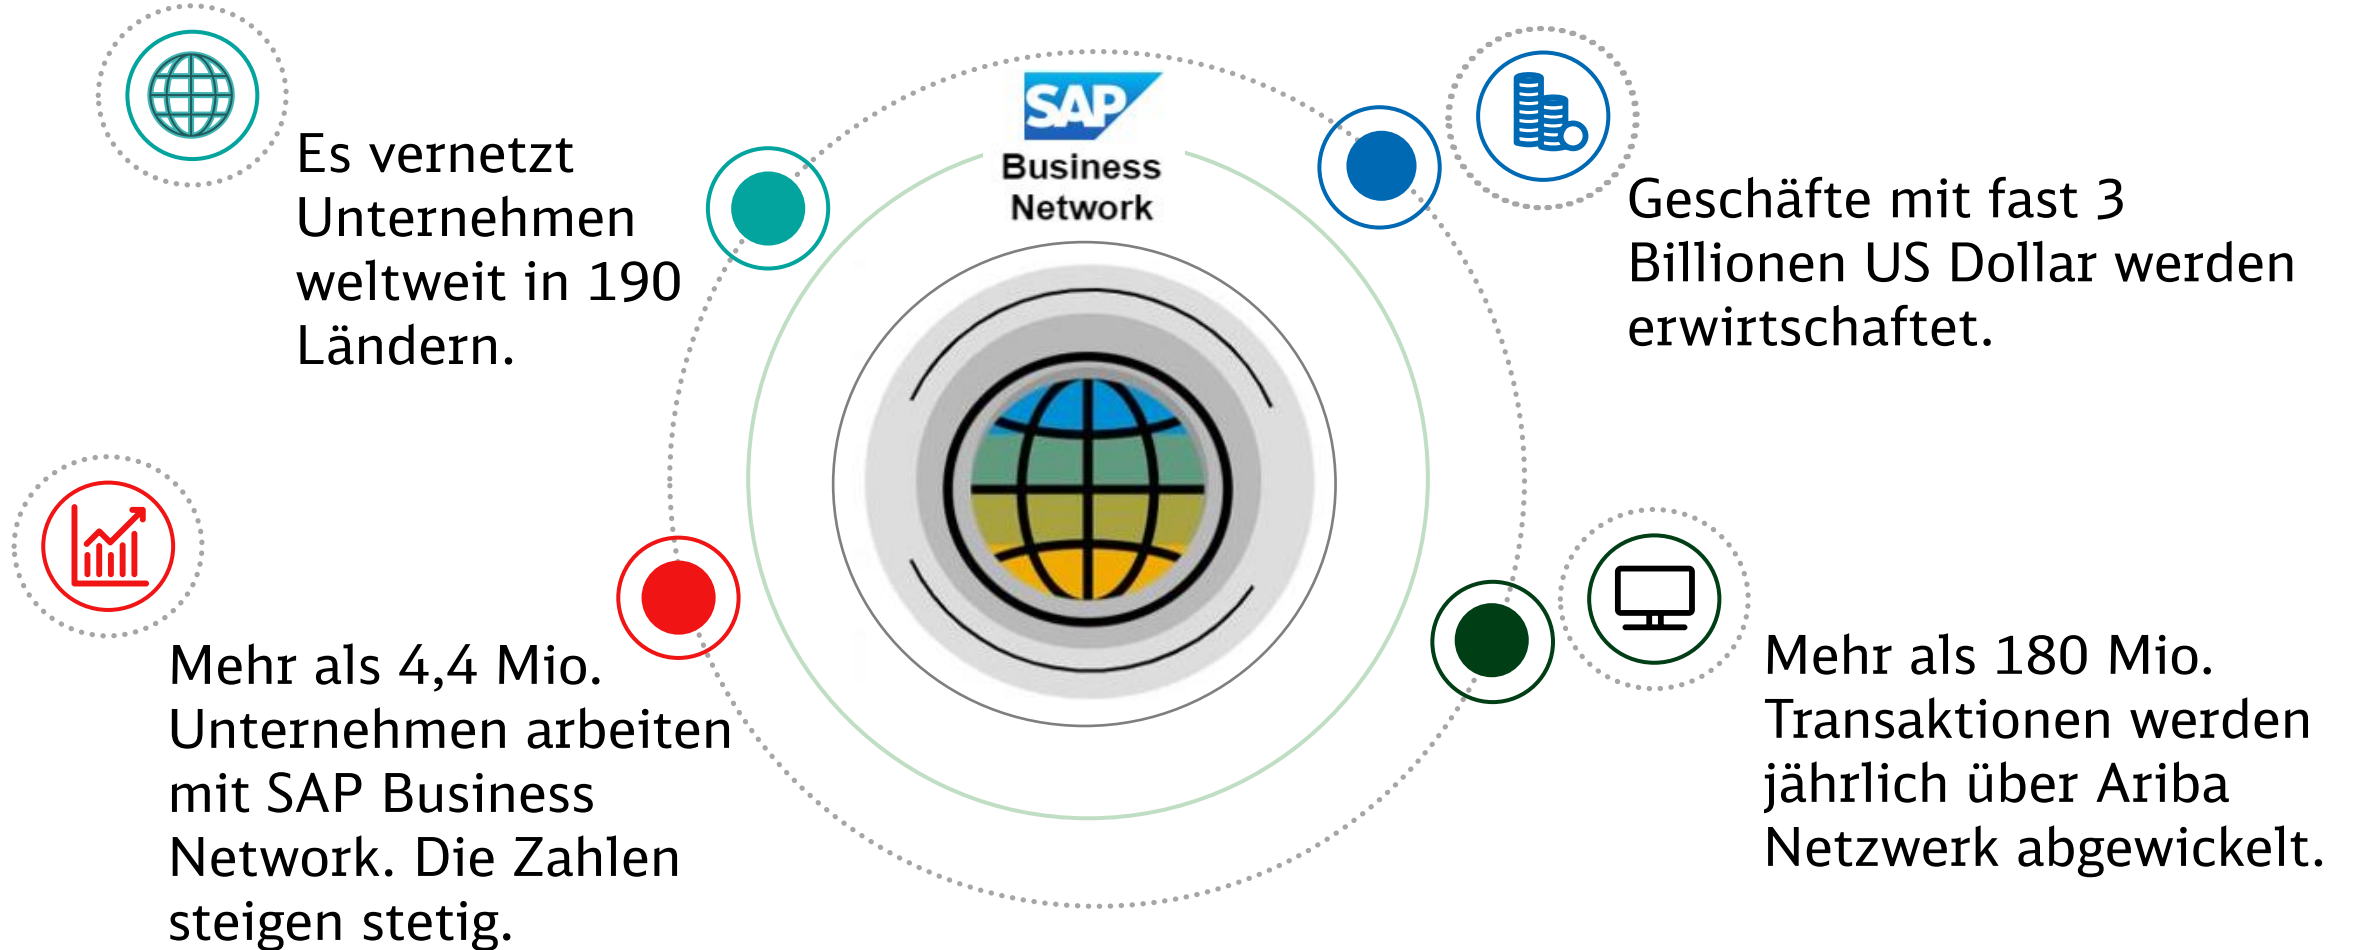 Es vernetzt
Unternehmen
weltweit in 190
Ländern.
SAP
Business
Network
Geschäfte mit fast 3
Billionen US Dollar werden
erwirtschaftet.
Mehr als 4,4 Mio.
Unternehmen arbeiten
mit SAP Business
Network. Die Zahlen
steigen stetig.
Mehr als 180 Mio.
Transaktionen werden
jährlich über Ariba
Netzwerk abgewickelt.